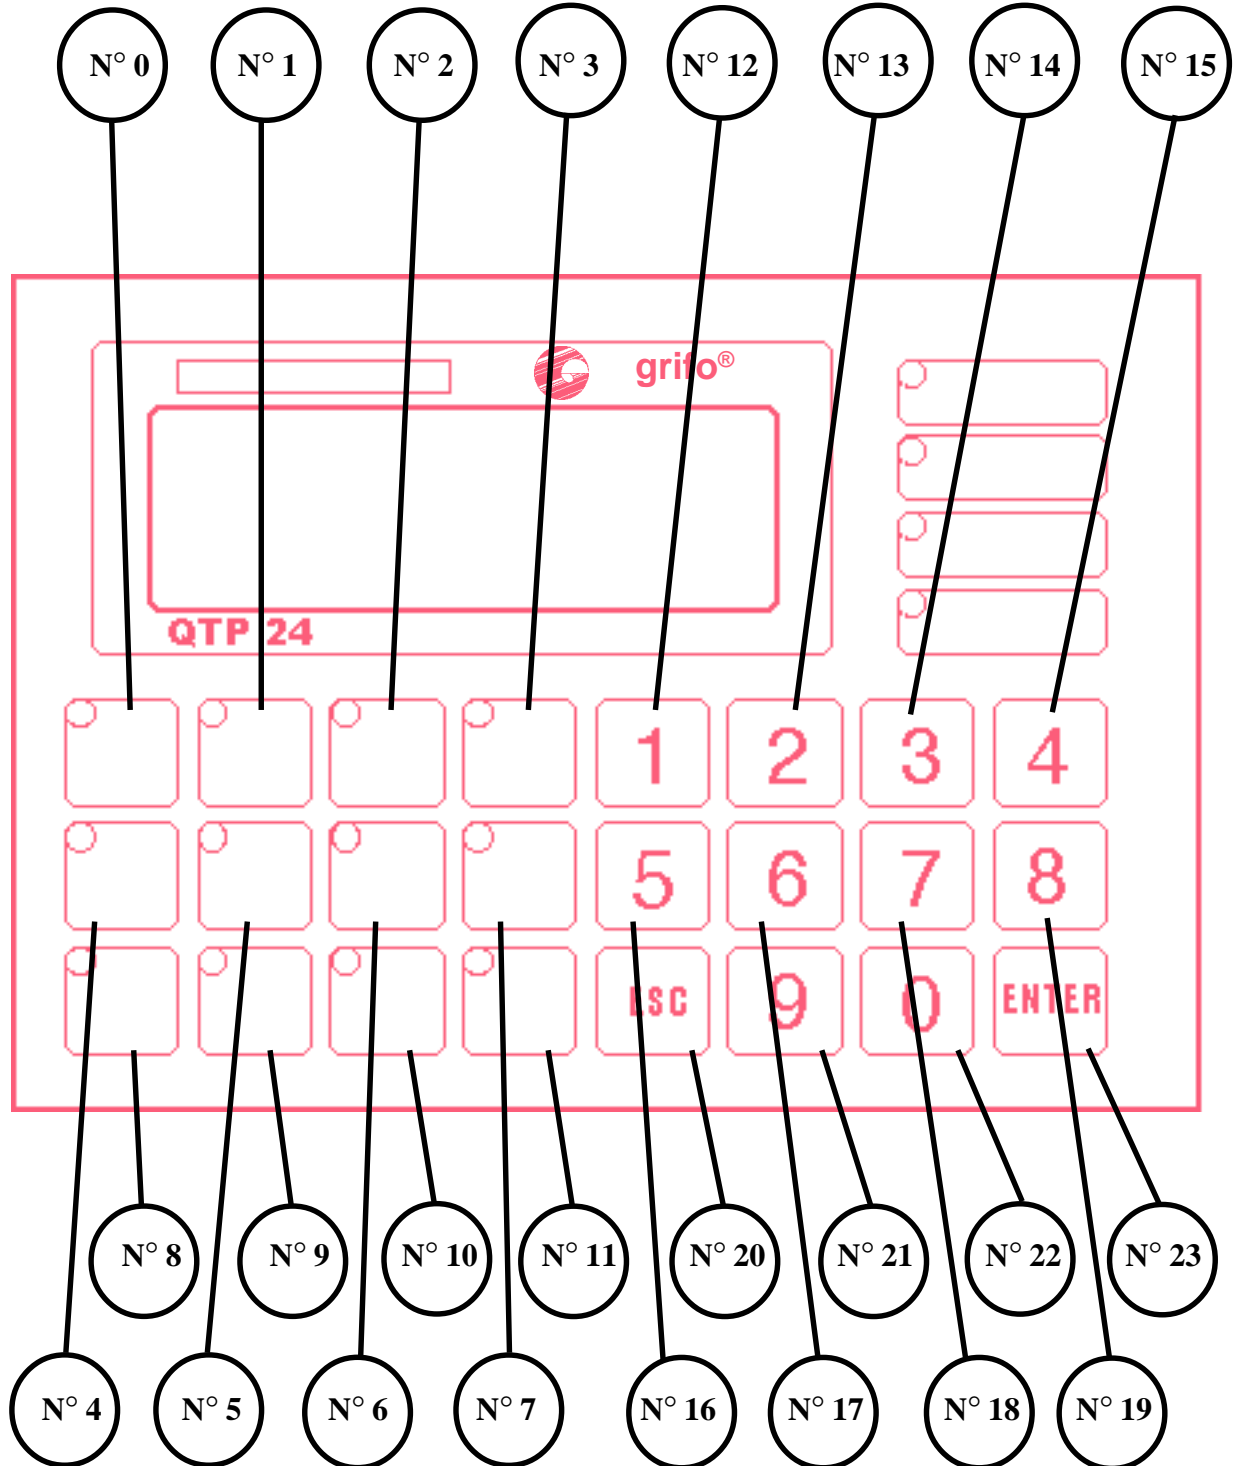 N° 0 N° 1 N° 2 N° 3 N° 12 N° 13 N° 14 N° 15
grifo®
QTP 24
1 2 3 4
5 6 7 8
ESC 9 0 ENTER
N° 8 N° 9 N° 10 N° 11 N° 20 N° 21 N° 22 N° 23
N° 4 N° 5 N° 6 N° 7 N° 16 N° 17 N° 18 N° 19